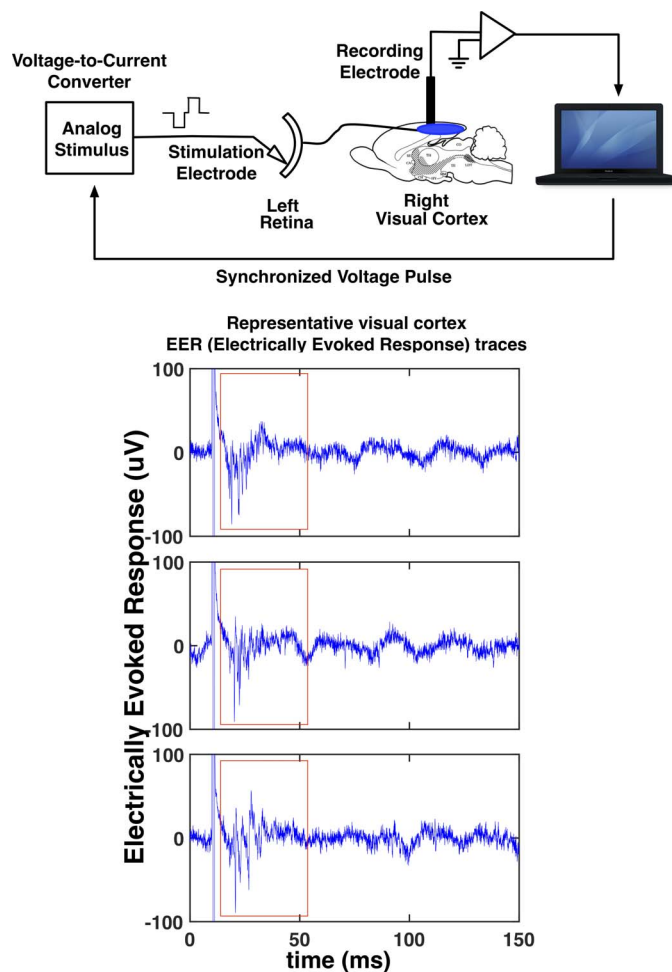 Voltage-to-Current
Converter
Analog
Stimulus
Stimulation
Electrode
Left
Retina
Recording
Electrode
Right
Visual Cortex
Synchronized Voltage Pulse
Representative visual cortex
EER (Electrically Evoked Response) traces
Electrically Evoked Response (uV)
100
0
-100
100
0
-100
100
0
-100
0
50
100
150
time (ms)